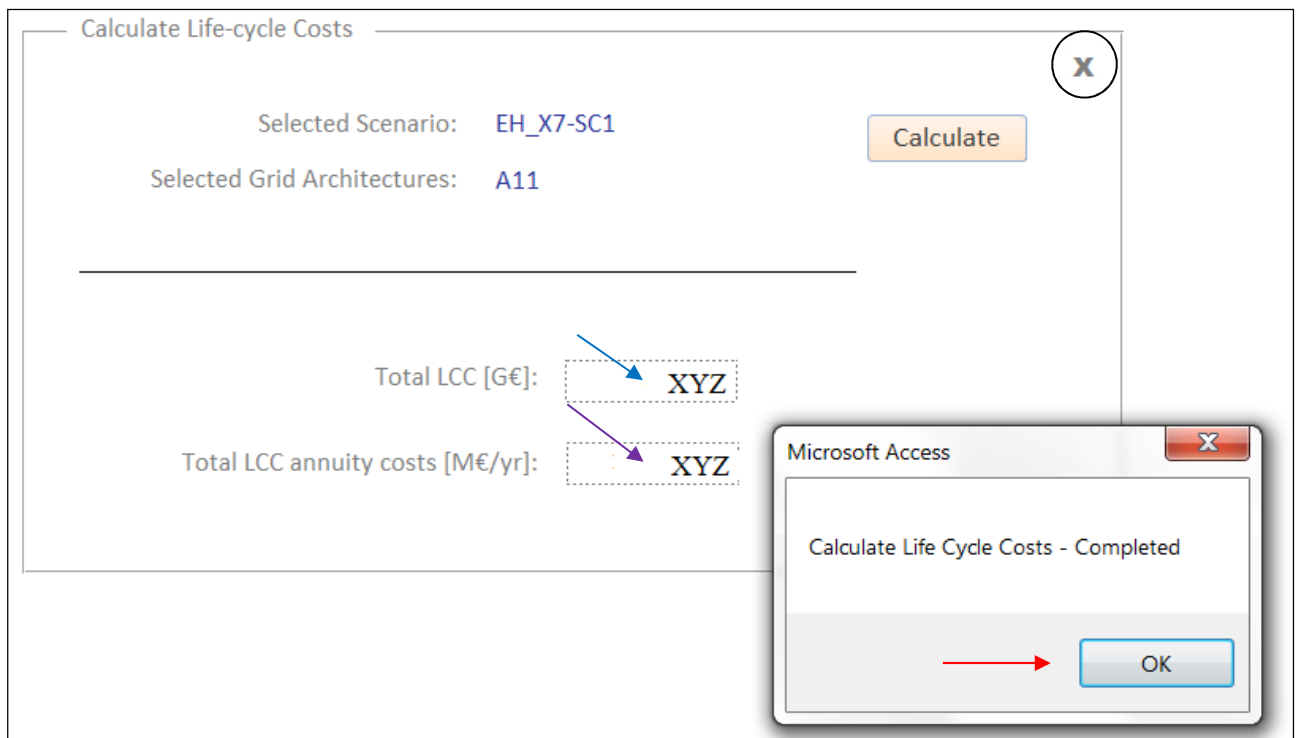 Calculate Life-cycle Costs
x
Selected Scenario: EH_X7-SC1
Calculate
Selected Grid Architectures: A11
Total LCC [G€]: XYZ
Total LCC annuity costs [M€/yr]: XYZ
Microsoft Access
X
Calculate Life Cycle Costs - Completed
OK